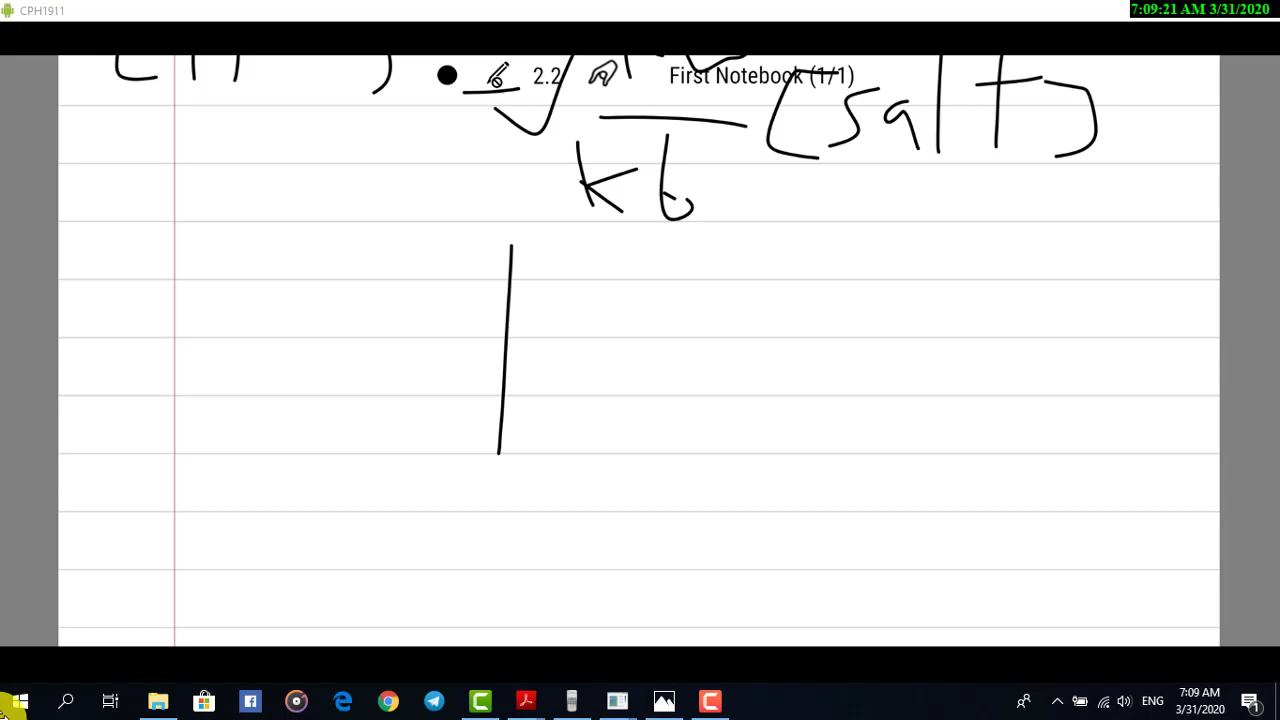 CPH1911
7:09:21 AM 3/31/2020
2.2
First Notebook (1/1)
[salt]
kb
ENG
7:09 AM
3/31/2020
1